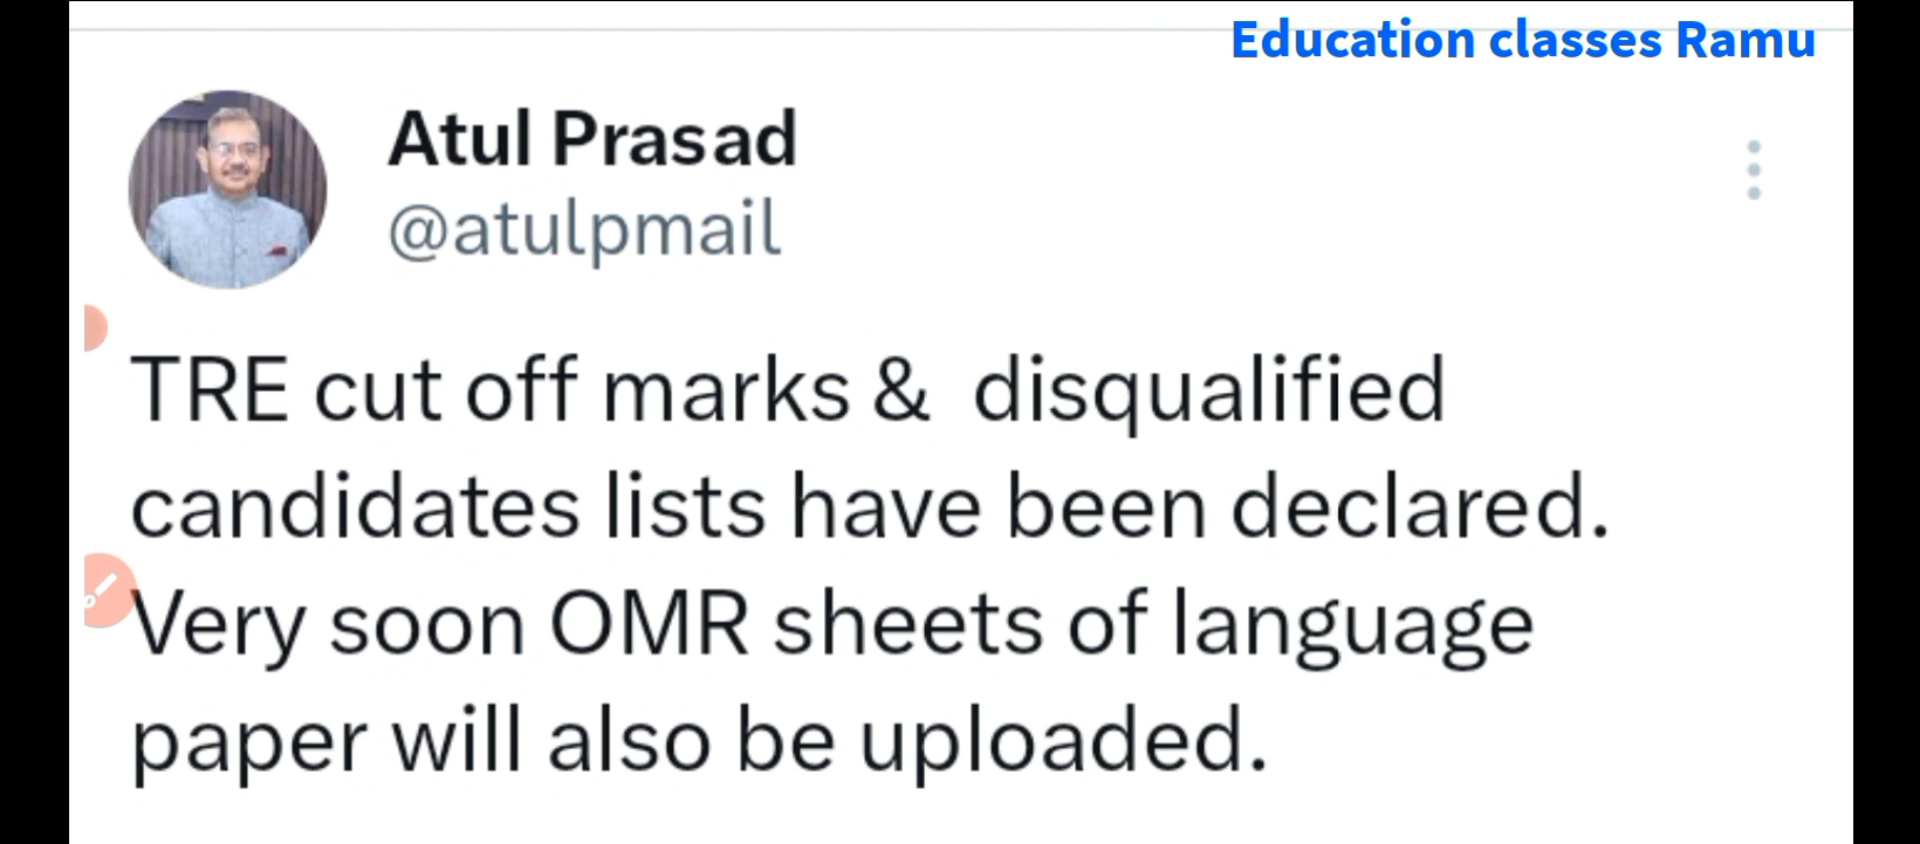 Education classes Ramu
Atul Prasad
@atulpmail
TRE cut off marks & disqualified
candidates lists have been declared.
Very soon OMR sheets of language
paper will also be uploaded.